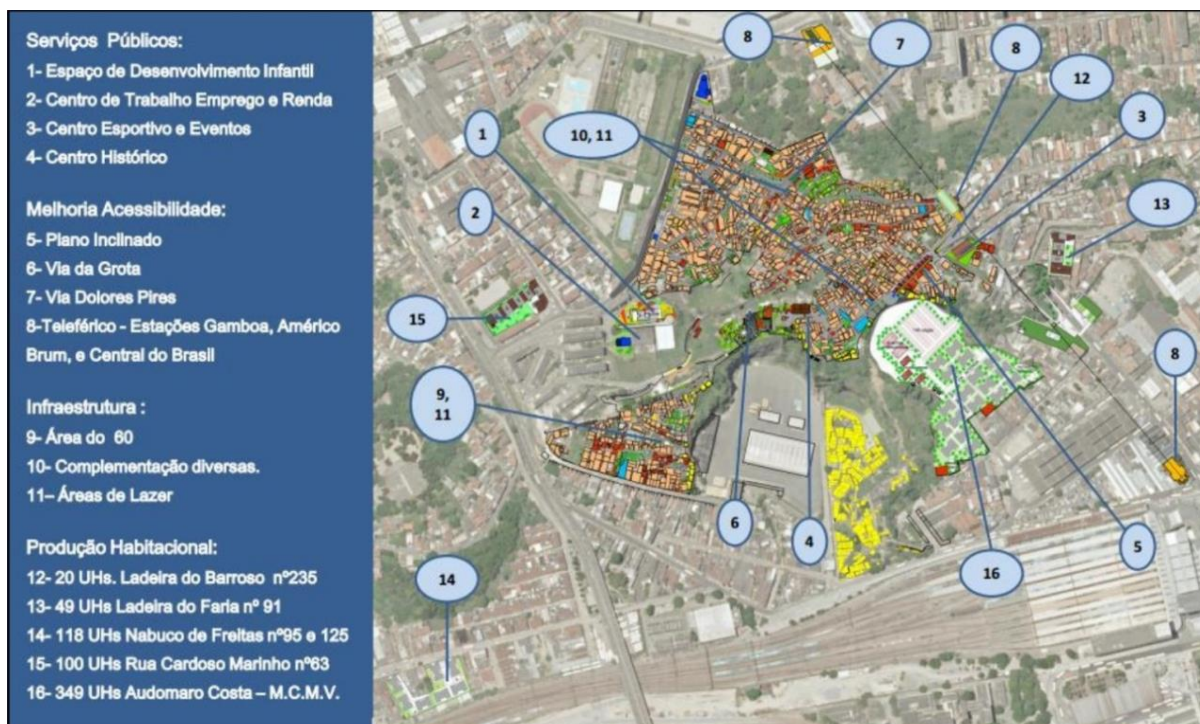 Serviços Públicos:
1- Espaço de Desenvolvimento Infantil
2- Centro de Trabalho Emprego e Renda
3- Centro Esportivo e Eventos
4- Centro Histórico
Melhoria Acessibilidade:
5- Plano Inclinado
6- Via da Grota
7- Via Dolores Pires
8-Teleférico - Estações Gamboa, Américo
Brum, e Central do Brasil
Infraestrutura :
9- Área do 60
10- Complementação diversas.
11– Áreas de Lazer
Produção Habitacional:
12- 20 UHs. Ladeira do Barroso nº235
13- 49 UHs Ladeira do Faria nº 91
14- 118 UHs Nabuco de Freitas nº95 e 125
15- 100 UHs Rua Cardoso Marinho nº63
16- 349 UHs Audomaro Costa – M.C.M.V.
8
7
8
12
3
1
10, 11
2
13
15
8
9,
11
6
4
5
14
16